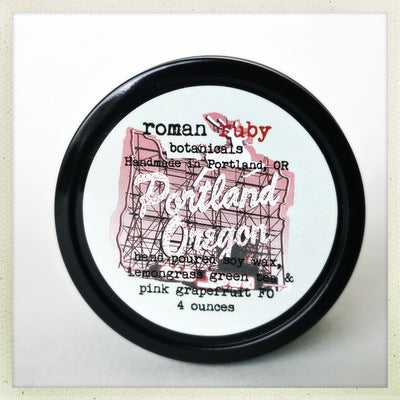 roman ruby
botanicals
Handmade in Portland, OR
Portland
Oregon
hand poured soy wax,
lemongrass green tea &
pink grapefruit FO
4 ounces